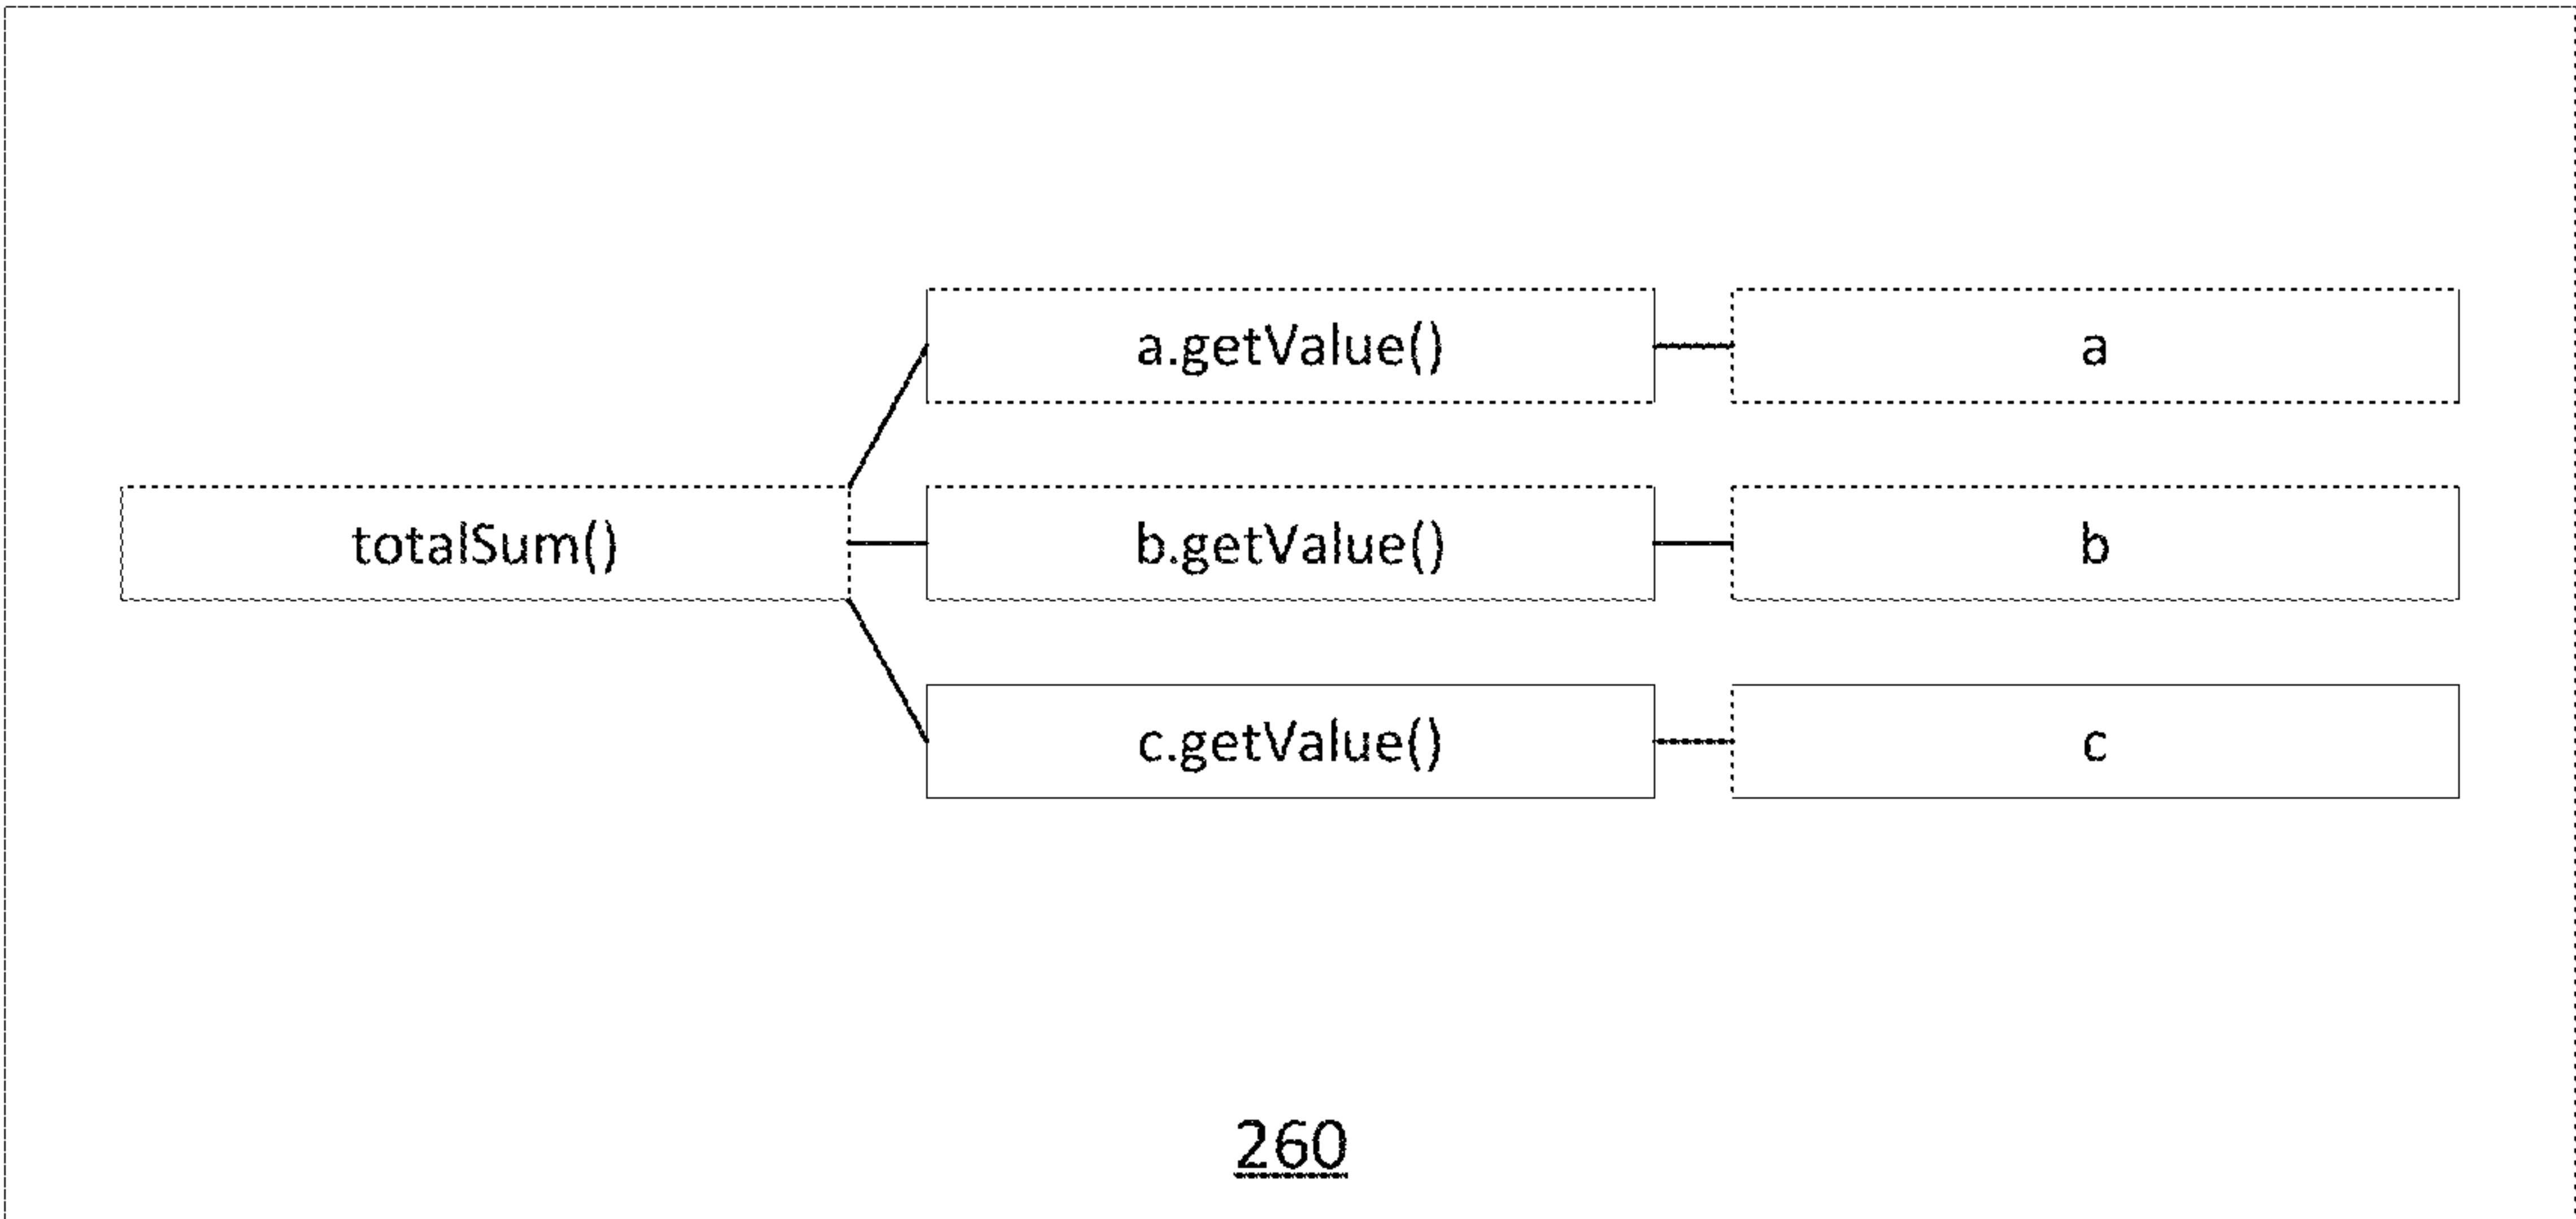 a.getValue()
a
totalSum()
b.getValue()
b
c.getValue()
c
260